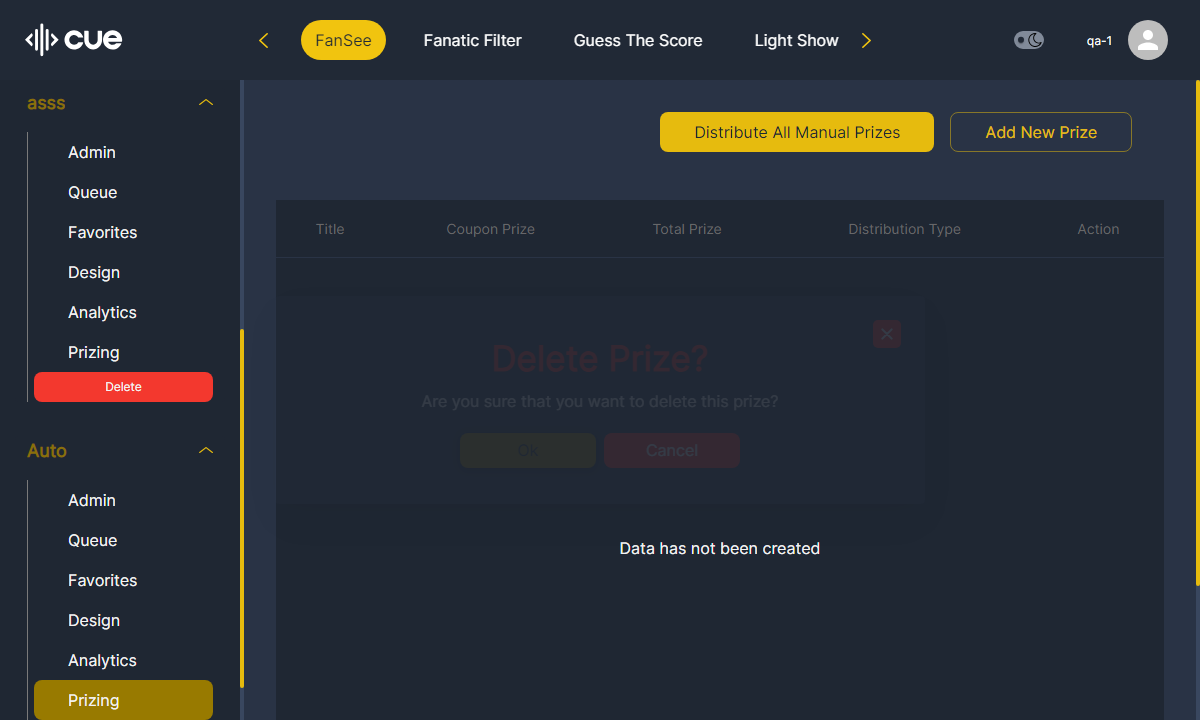 cue
FanSee
Fanatic Filter
Guess The Score
Light Show
qa-1
asss
Admin
Queue
Favorites
Design
Analytics
Prizing
Delete
Auto
Admin
Queue
Favorites
Design
Analytics
Prizing
Distribute All Manual Prizes
Add New Prize
Title Coupon Prize Total Prize Distribution Type Action
Delete Prize?
Are you sure that you want to delete this prize?
Ok Cancel
Data has not been created